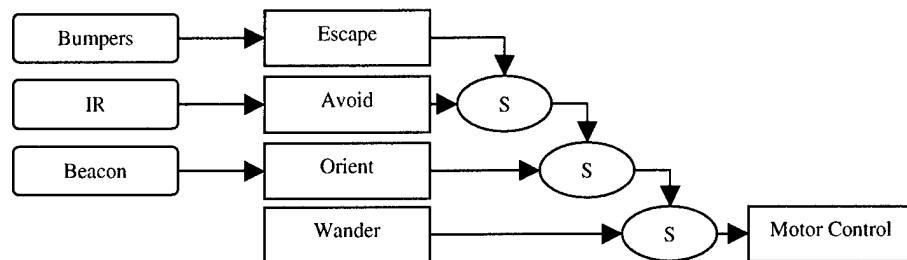 Bumpers
Escape
IR
Avoid
S
Beacon
Orient
S
Wander
S
Motor Control